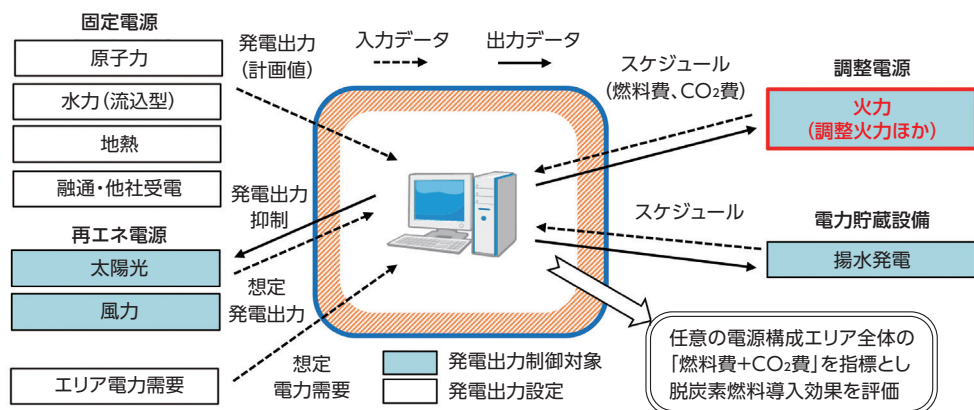 固定電源
原子力
水力(流込型)
地熱
融通・他社受電
再エネ電源
太陽光
風力
エリア電力需要
発電出力
(計画値)
入力データ
出力データ
発電出力
抑制
想定
発電出力
想定
電力需要
スケジュール
(燃料費、CO₂費)
調整電源
火力
(調整火力ほか)
スケジュール
電力貯蔵設備
揚水発電
発電出力制御対象
発電出力設定
任意の電源構成エリア全体の
「燃料費+CO₂費」を指標とし
脱炭素燃料導入効果を評価